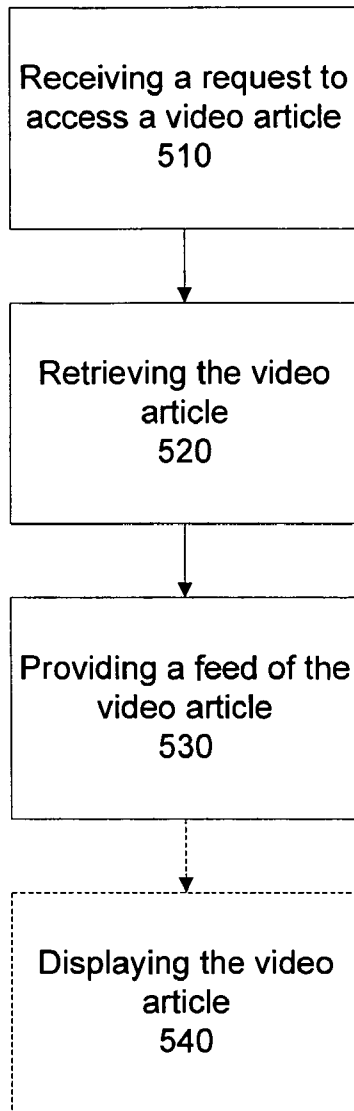 Receiving a request to
access a video article
510
Retrieving the video
article
520
Providing a feed of the
video article
530
Displaying the video
article
540